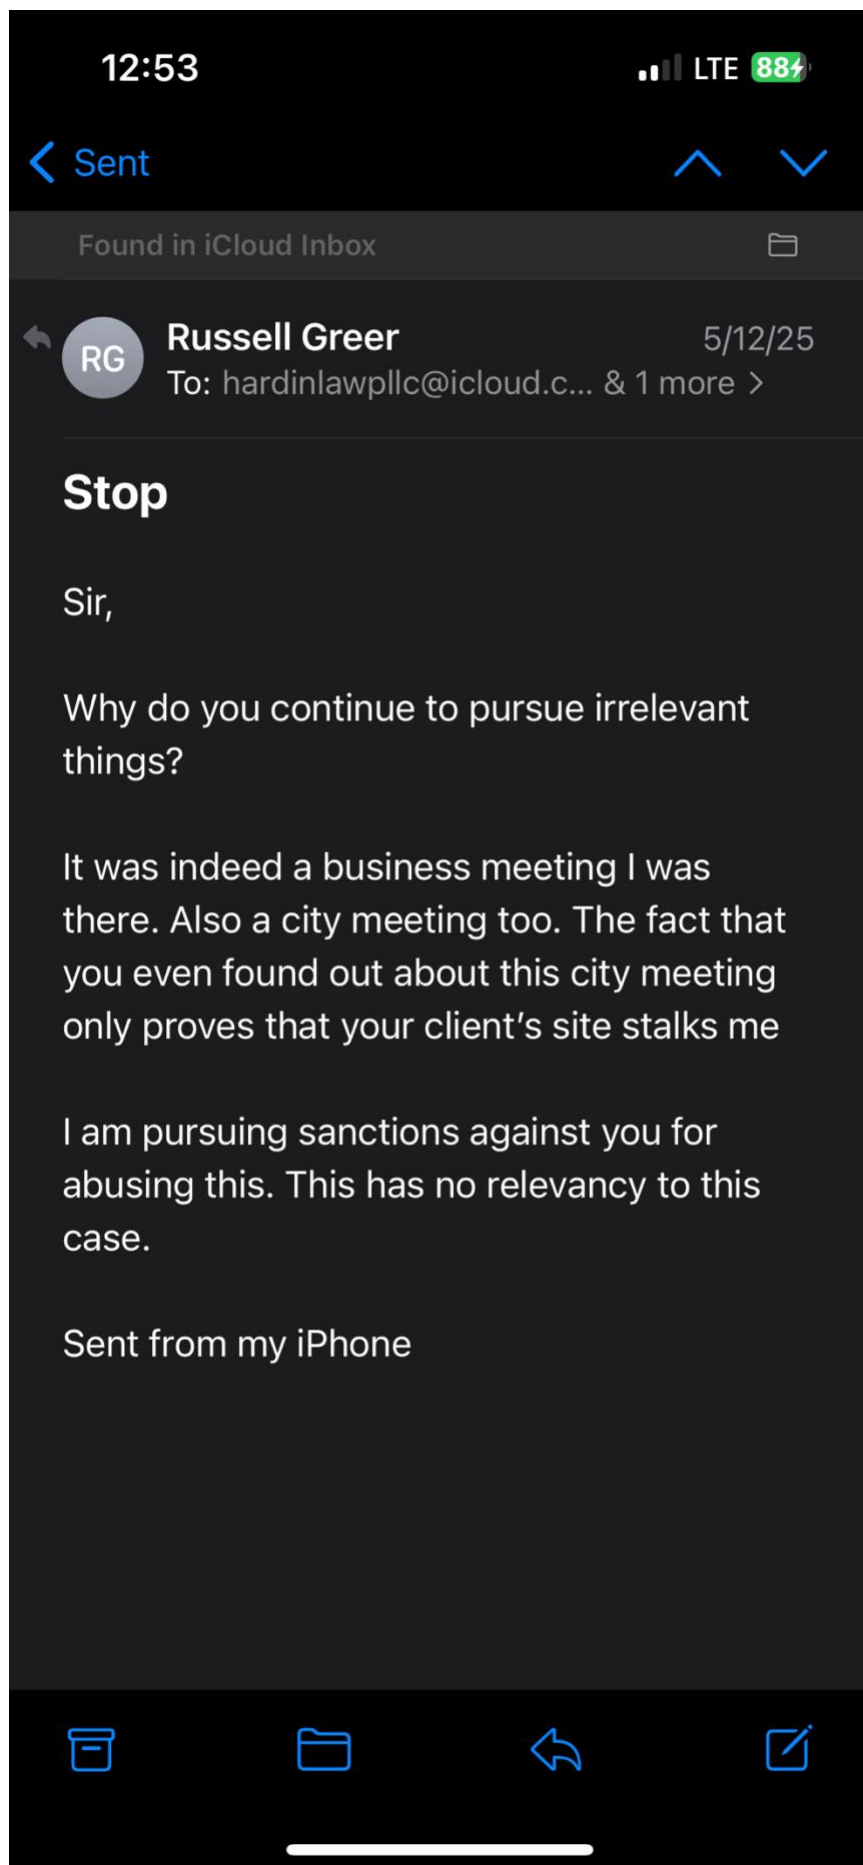 12:53 LTE 88
Sent
Found in iCloud Inbox
RG Russell Greer 5/12/25
To: hardinlawpllc@icloud.c... & 1 more >
Stop
Sir,
Why do you continue to pursue irrelevant
things?
It was indeed a business meeting I was
there. Also a city meeting too. The fact that
you even found out about this city meeting
only proves that your client's site stalks me
I am pursuing sanctions against you for
abusing this. This has no relevancy to this
case.
Sent from my iPhone